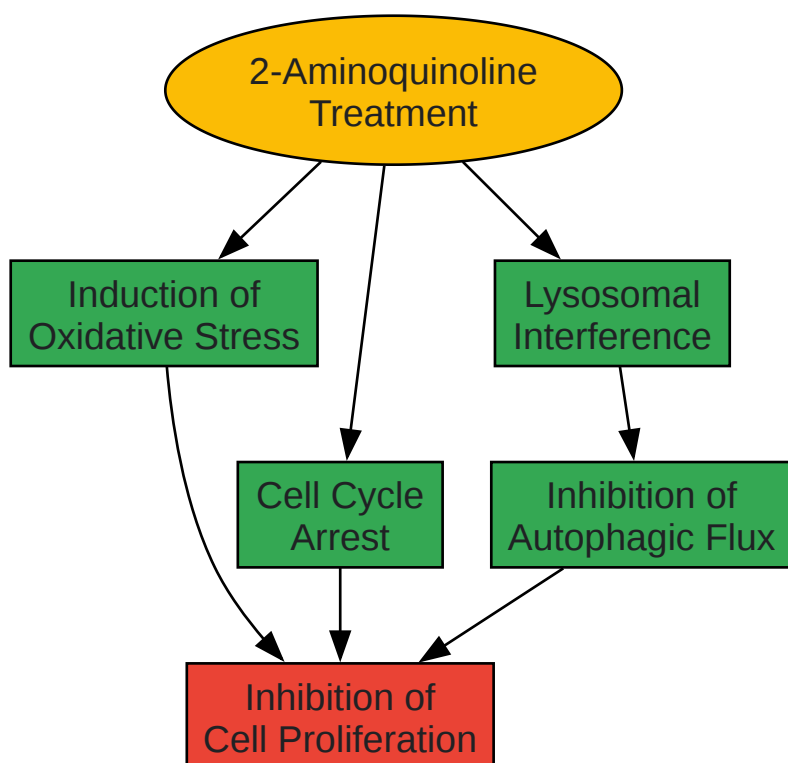 2-Aminoquinoline
Treatment
Induction of
Oxidative Stress
Lysosomal
Interference
Cell Cycle
Arrest
Inhibition of
Autophagic Flux
Inhibition of
Cell Proliferation